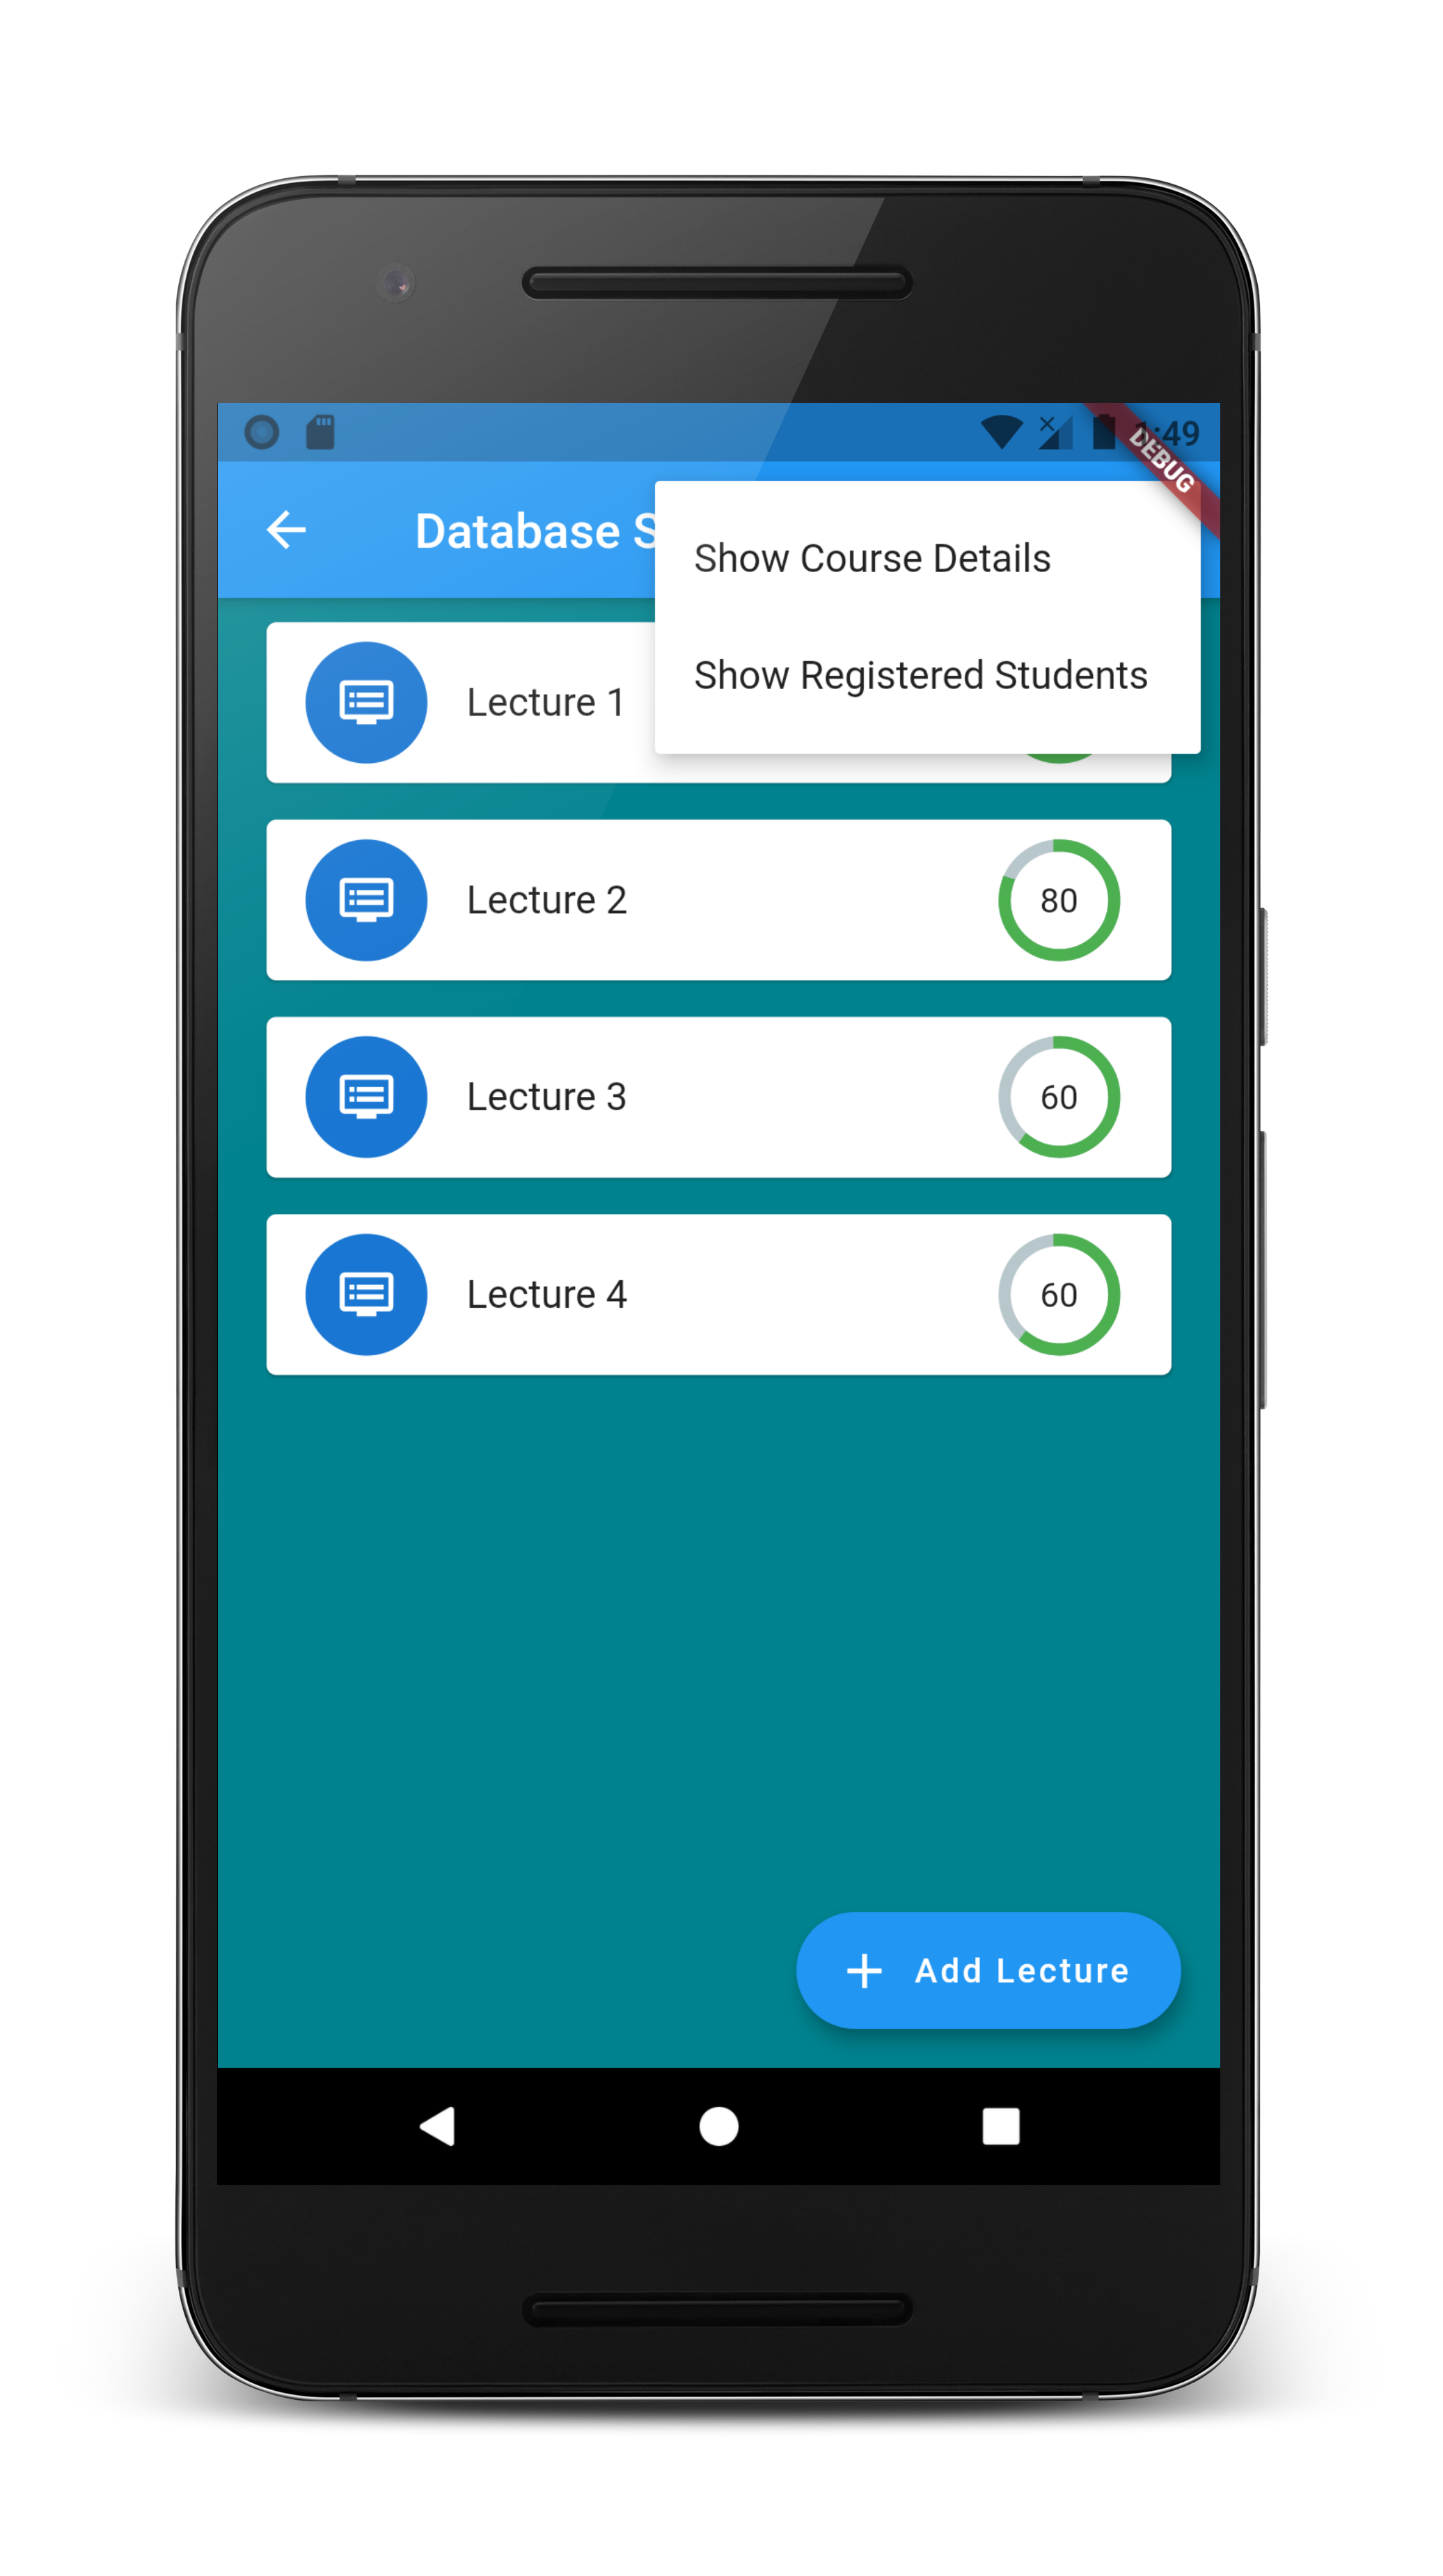 :49
DEBUG
Database S
Show Course Details
Show Registered Students
Lecture 1
Lecture 2
80
Lecture 3
60
Lecture 4
60
Add Lecture